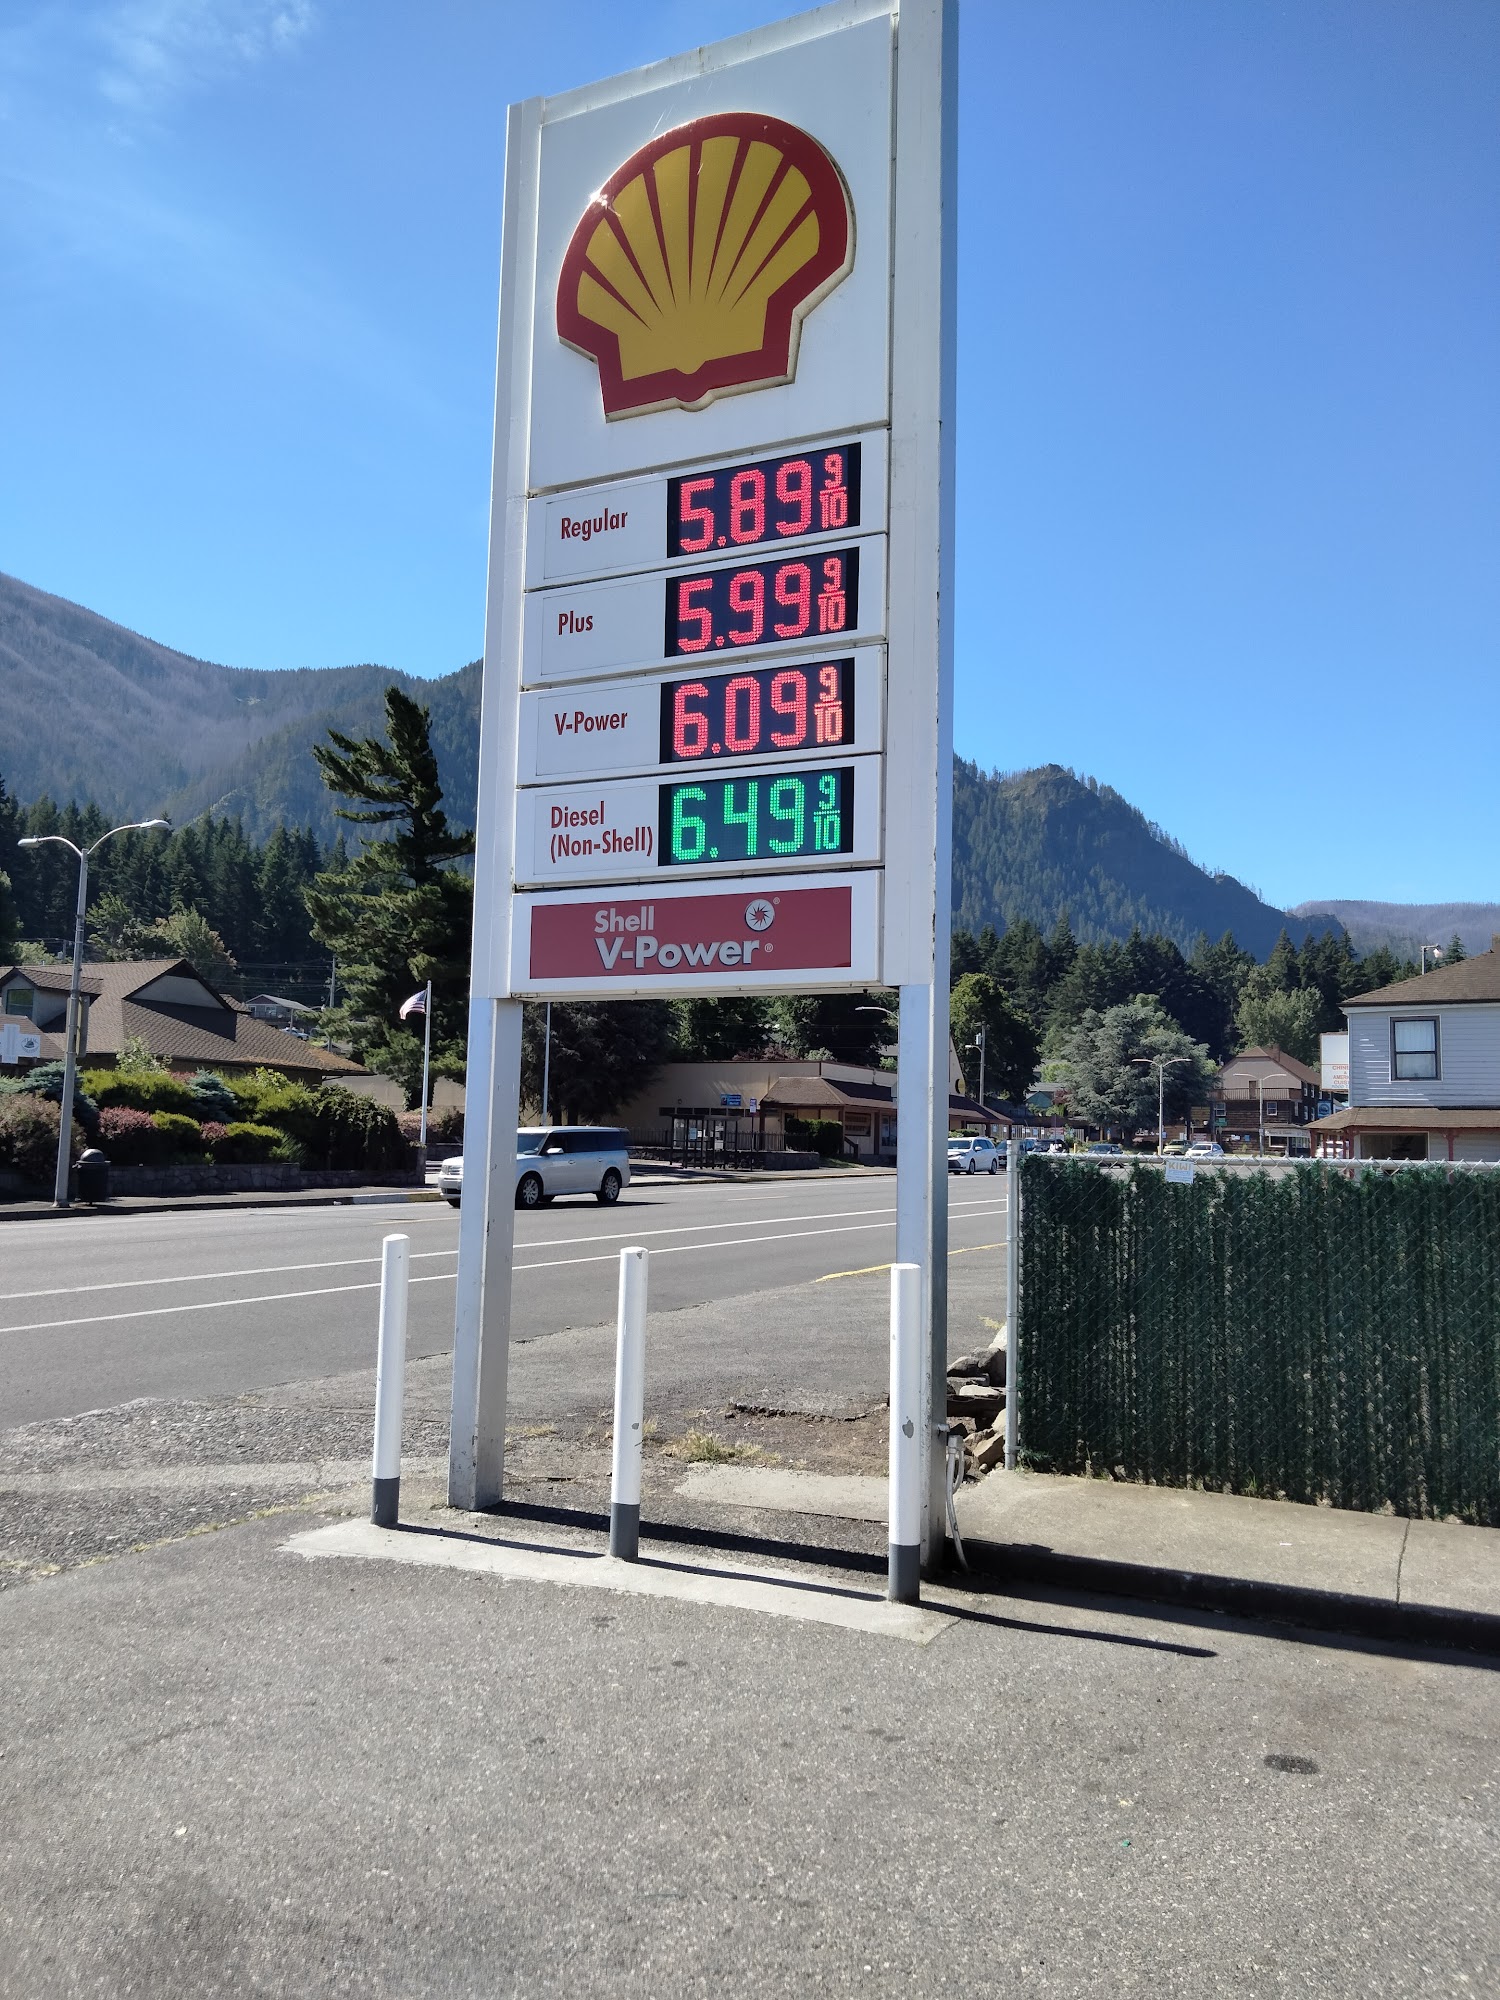 Regular 5.89 9/10
Plus 5.99 9/10
V-Power 6.09 9/10
Diesel
(Non-Shell) 6.49 9/10
Shell
V-Power®
KIWI